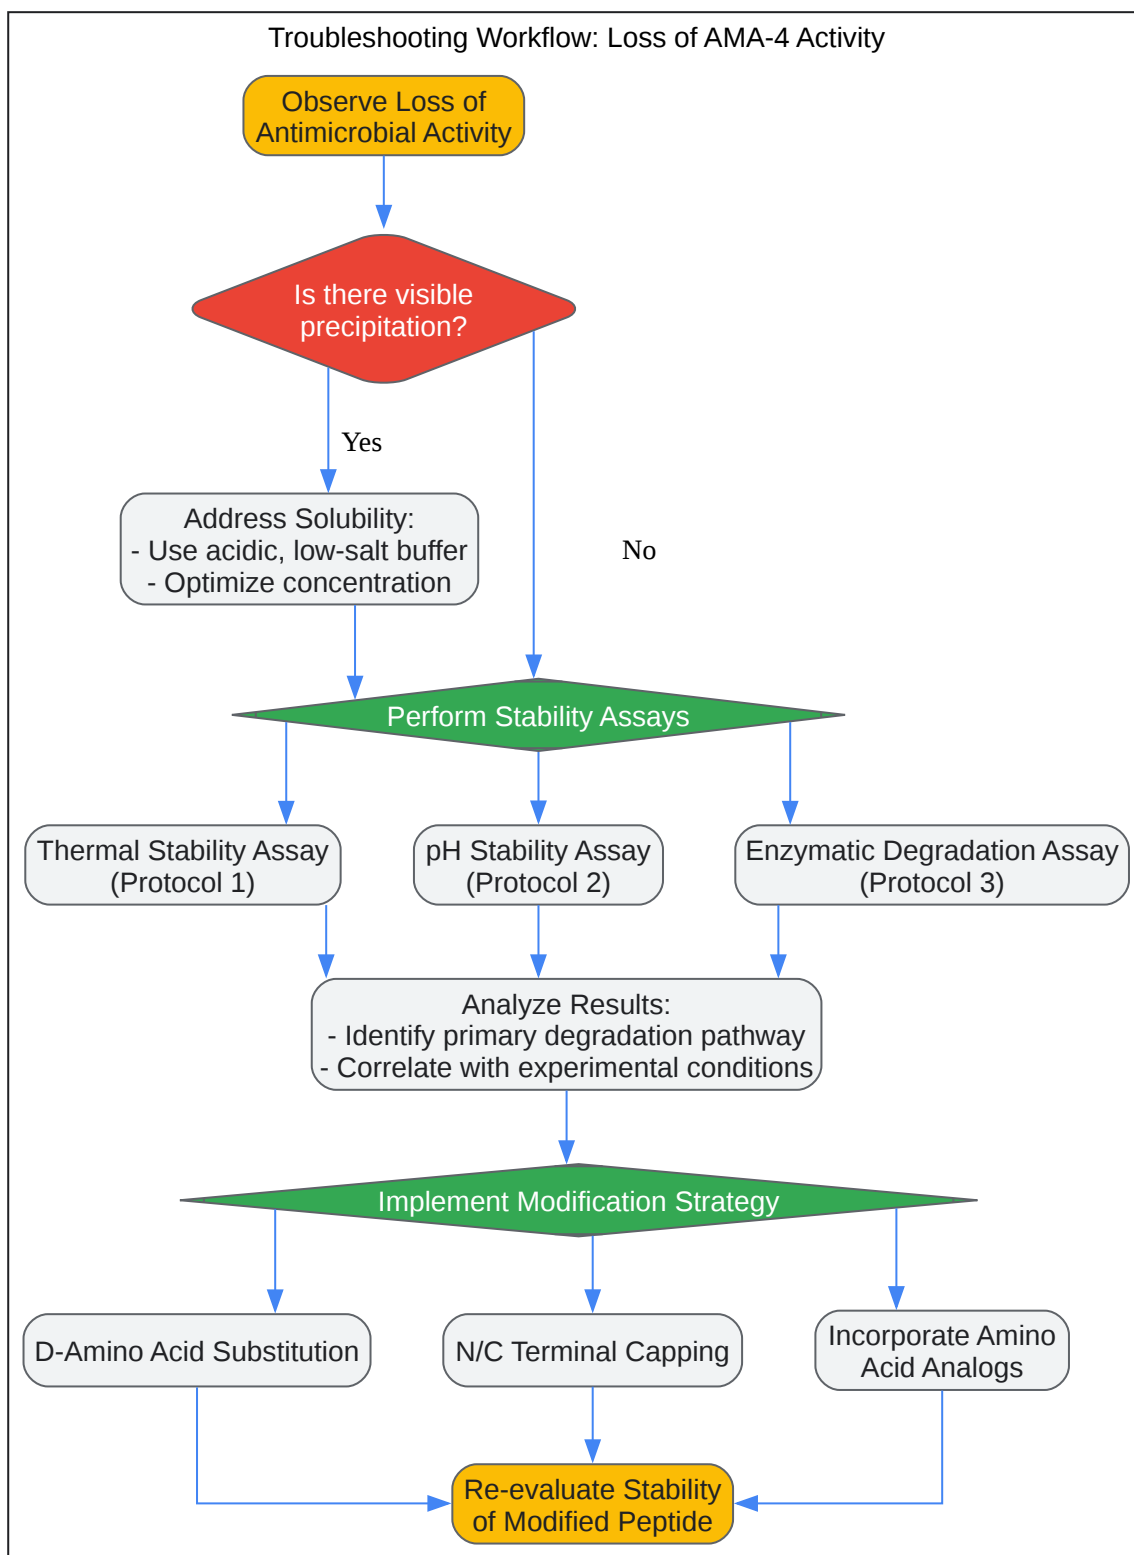 Troubleshooting Workflow: Loss of AMA-4 Activity
Observe Loss of
Antimicrobial Activity
Is there visible
precipitation?
Yes
Address Solubility:
- Use acidic, low-salt buffer
- Optimize concentration
No
Perform Stability Assays
Thermal Stability Assay
(Protocol 1)
pH Stability Assay
(Protocol 2)
Enzymatic Degradation Assay
(Protocol 3)
Analyze Results:
- Identify primary degradation pathway
- Correlate with experimental conditions
Implement Modification Strategy
D-Amino Acid Substitution
N/C Terminal Capping
Incorporate Amino
Acid Analogs
Re-evaluate Stability
of Modified Peptide